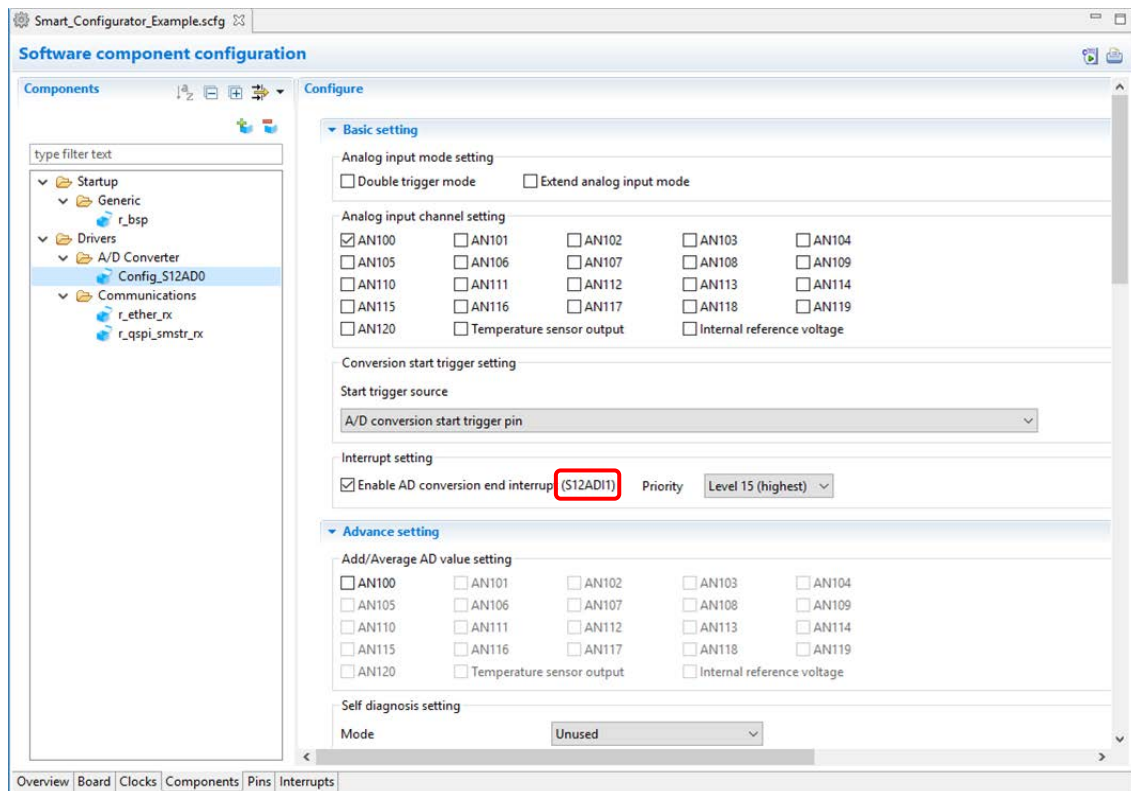 Smart_Configurator_Example.scfg
Software component configuration
Components
type filter text
Startup
Generic
r_bsp
Drivers
A/D Converter
Config_S12AD0
Communications
r_ether_rx
r_qspi_smstr_rx
Configure
Basic setting
Analog input mode setting
Double trigger mode Extend analog input mode
Analog input channel setting
AN100 AN101 AN102 AN103 AN104
AN105 AN106 AN107 AN108 AN109
AN110 AN111 AN112 AN113 AN114
AN115 AN116 AN117 AN118 AN119
AN120 Temperature sensor output Internal reference voltage
Conversion start trigger setting
Start trigger source
A/D conversion start trigger pin
Interrupt setting
Enable AD conversion end interrup (S12ADI1) Priority Level 15 (highest)
Advance setting
Add/Average AD value setting
AN100 AN101 AN102 AN103 AN104
AN105 AN106 AN107 AN108 AN109
AN110 AN111 AN112 AN113 AN114
AN115 AN116 AN117 AN118 AN119
AN120 Temperature sensor output Internal reference voltage
Self diagnosis setting
Mode Unused
Overview Board Clocks Components Pins Interrupts